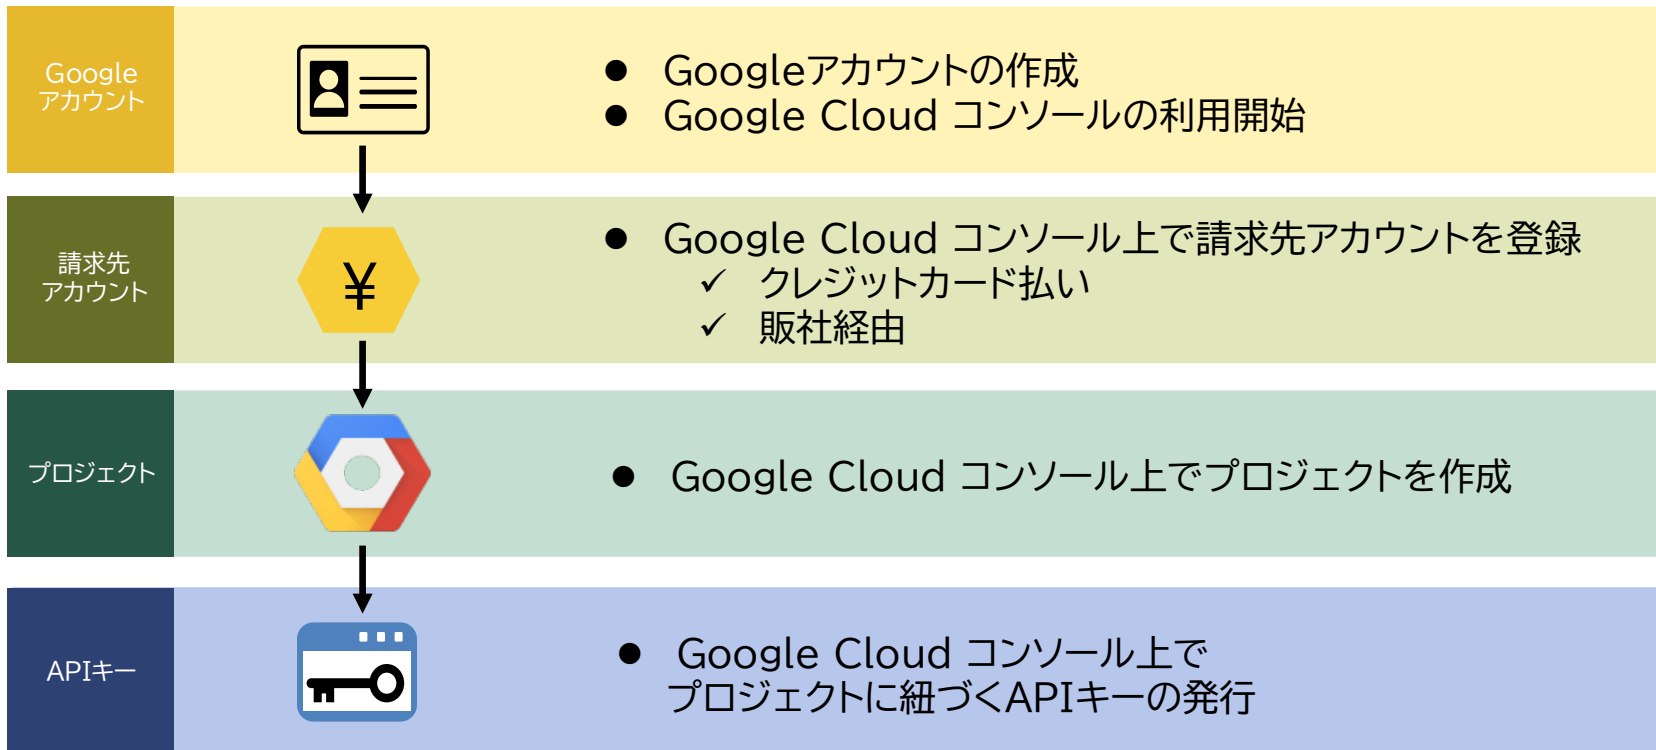 Google
アカウント
● Googleアカウントの作成
● Google Cloud コンソールの利用開始
請求先
アカウント
¥
● Google Cloud コンソール上で請求先アカウントを登録
✓ クレジットカード払い
✓ 販社経由
プロジェクト
● Google Cloud コンソール上でプロジェクトを作成
APIキー
● Google Cloud コンソール上で
プロジェクトに紐づくAPIキーの発行